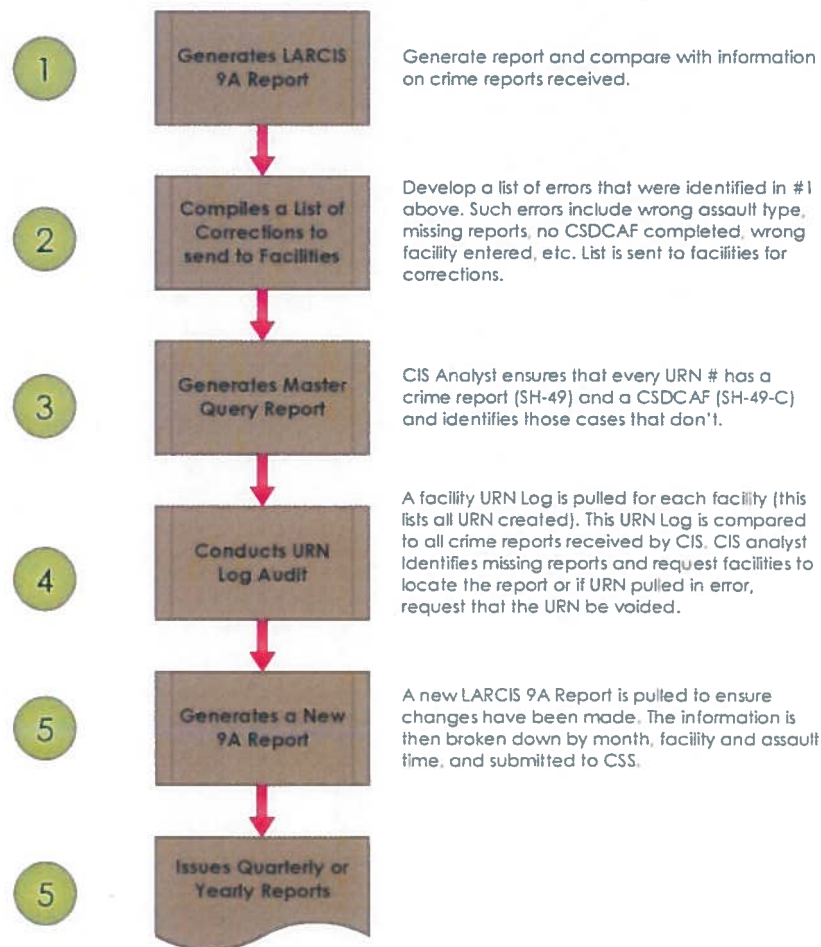 1
Generates LARCIS
9A Report
Generate report and compare with information
on crime reports received.
2
Compiles a List of
Corrections to
send to Facilities
Develop a list of errors that were identified in #1
above. Such errors include wrong assault type,
missing reports, no CSDCAF completed, wrong
facility entered, etc. List is sent to facilities for
corrections.
3
Generates Master
Query Report
CIS Analyst ensures that every URN # has a
crime report (SH-49) and a CSDCAF (SH-49-C)
and identifies those cases that don't.
4
Conducts URN
Log Audit
A facility URN Log is pulled for each facility (this
lists all URN created). This URN Log is compared
to all crime reports received by CIS. CIS analyst
Identifies missing reports and request facilities to
locate the report or if URN pulled in error,
request that the URN be voided.
5
Generates a New
9A Report
A new LARCIS 9A Report is pulled to ensure
changes have been made. The information is
then broken down by month, facility and assault
time, and submitted to CSS.
5
Issues Quarterly or
Yearly Reports